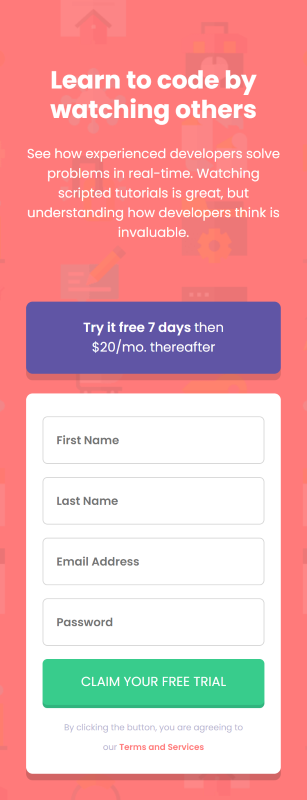 Learn to code by
watching others
See how experienced developers solve
problems in real-time. Watching
scripted tutorials is great, but
understanding how developers think is
invaluable.
Try it free 7 days then
$20/mo. thereafter
First Name
Last Name
Email Address
Password
CLAIM YOUR FREE TRIAL
By clicking the button, you are agreeing to
our Terms and Services